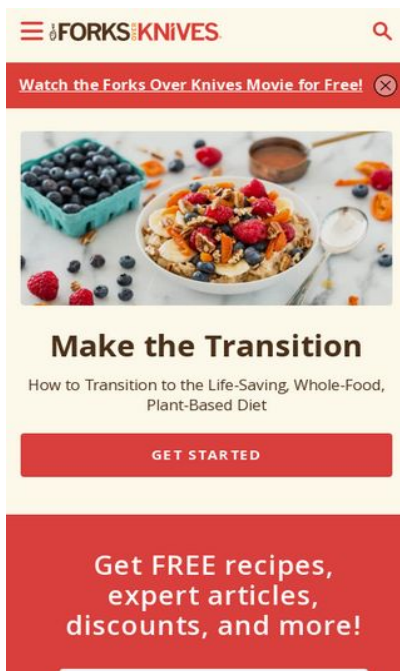 FORKS OVER KNIVES
Watch the Forks Over Knives Movie for Free!
Make the Transition
How to Transition to the Life-Saving, Whole-Food,
Plant-Based Diet
GET STARTED
Get FREE recipes,
expert articles,
discounts, and more!